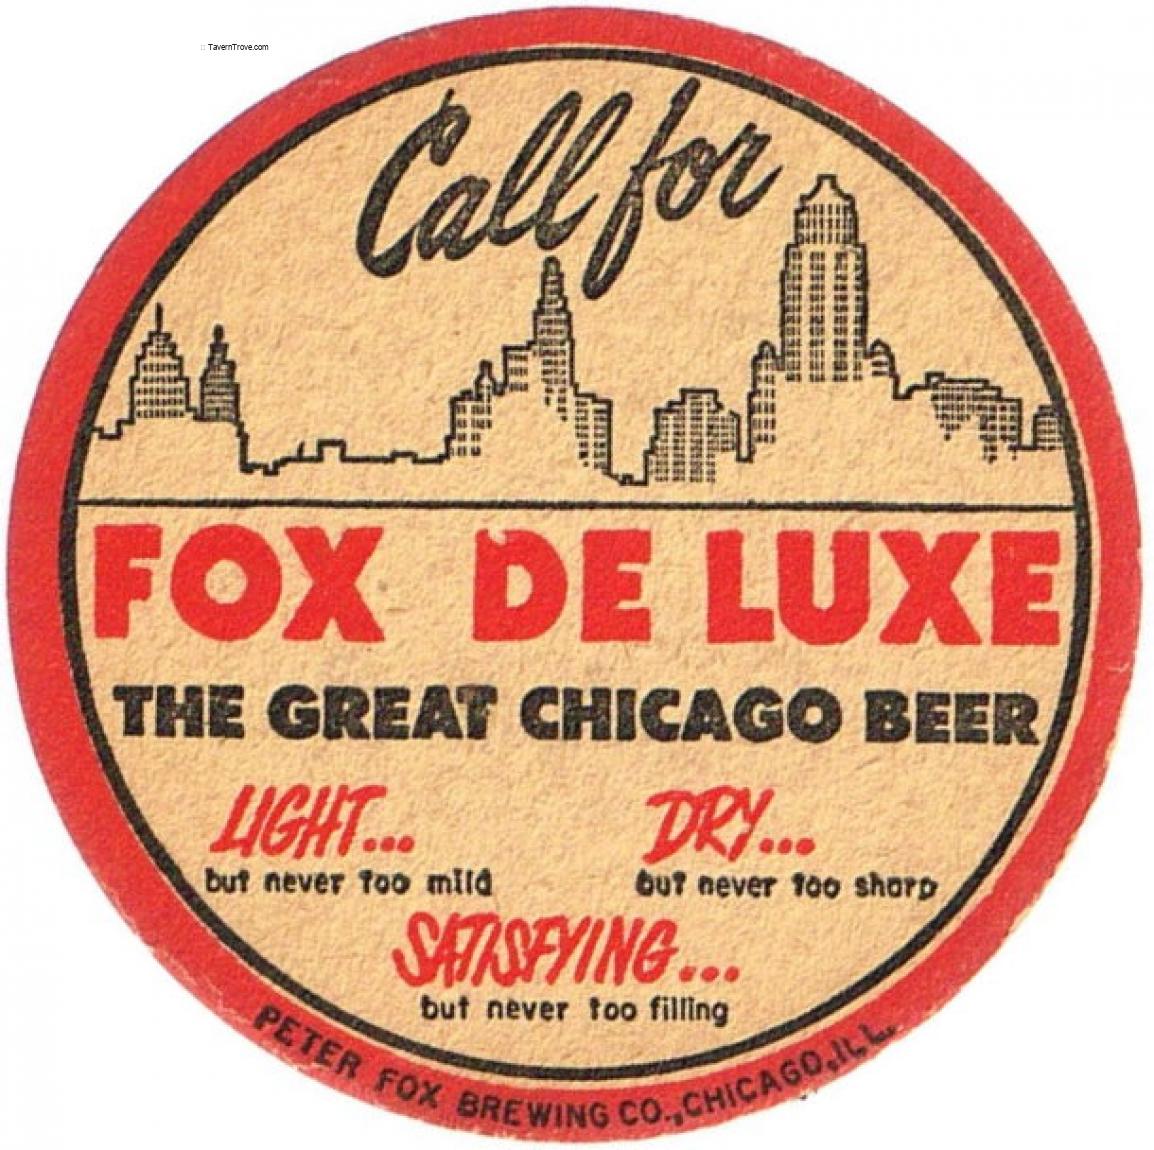 :: TavernTrove.com
Call for
FOX DE LUXE
THE GREAT CHICAGO BEER
LIGHT...
but never too mild
DRY...
but never too sharp
SATISFYING...
but never too filling
PETER FOX BREWING CO., CHICAGO, ILL.